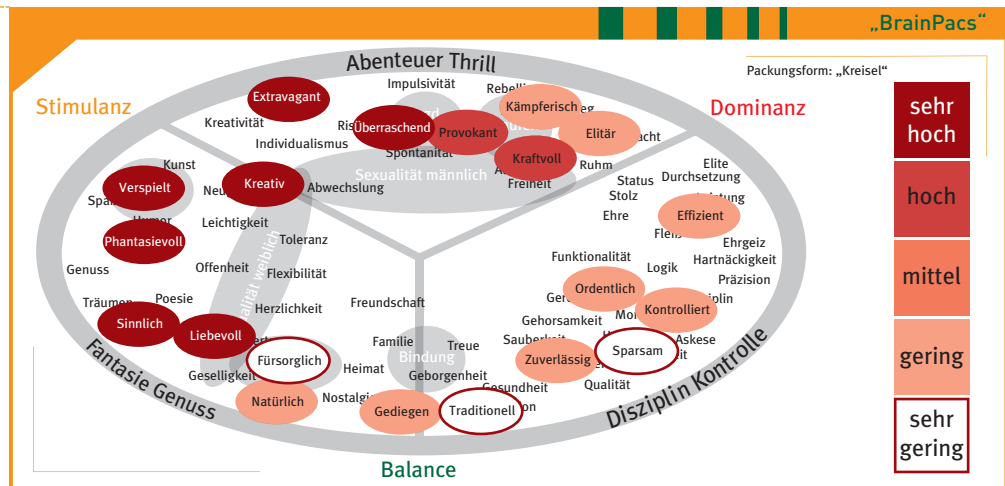 „BrainPacs“
Packungsform: „Kreisel“
Abenteuer Thrill
Stimulanz
Dominanz
Impulsivität
Extravagant
Kämpferisch
Kreativität
Überraschend
Provokant
Elitär
Individualismus
Spontanität
Kraftvoll
Ruhm
Sexualität männlich
Freiheit
Kunst
Verspielt
Kreativ
Abwechslung
Elite
Durchsetzung
Status
Stolz
Leichtigkeit
Ehre
Effizient
Phantasievoll
Toleranz
Ehrgeiz
Hartnäckigkeit
Genuss
Offenheit
Flexibilität
Funktionalität
Logik
Präzision
Träumen
Poesie
Herzlichkeit
Freundschaft
Ordentlich
Kontrolliert
Sinnlich
Liebevoll
Gehorsamkeit
Familie
Treue
Askese
Fürsorglich
Bindung
Zuverlässig
Sparsam
Geselligkeit
Heimat
Geborgenheit
Qualität
Natürlich
Gediegen
Traditionell
Fantasie Genuss
Disziplin Kontrolle
Balance
sehr
hoch
hoch
mittel
gering
sehr
gering